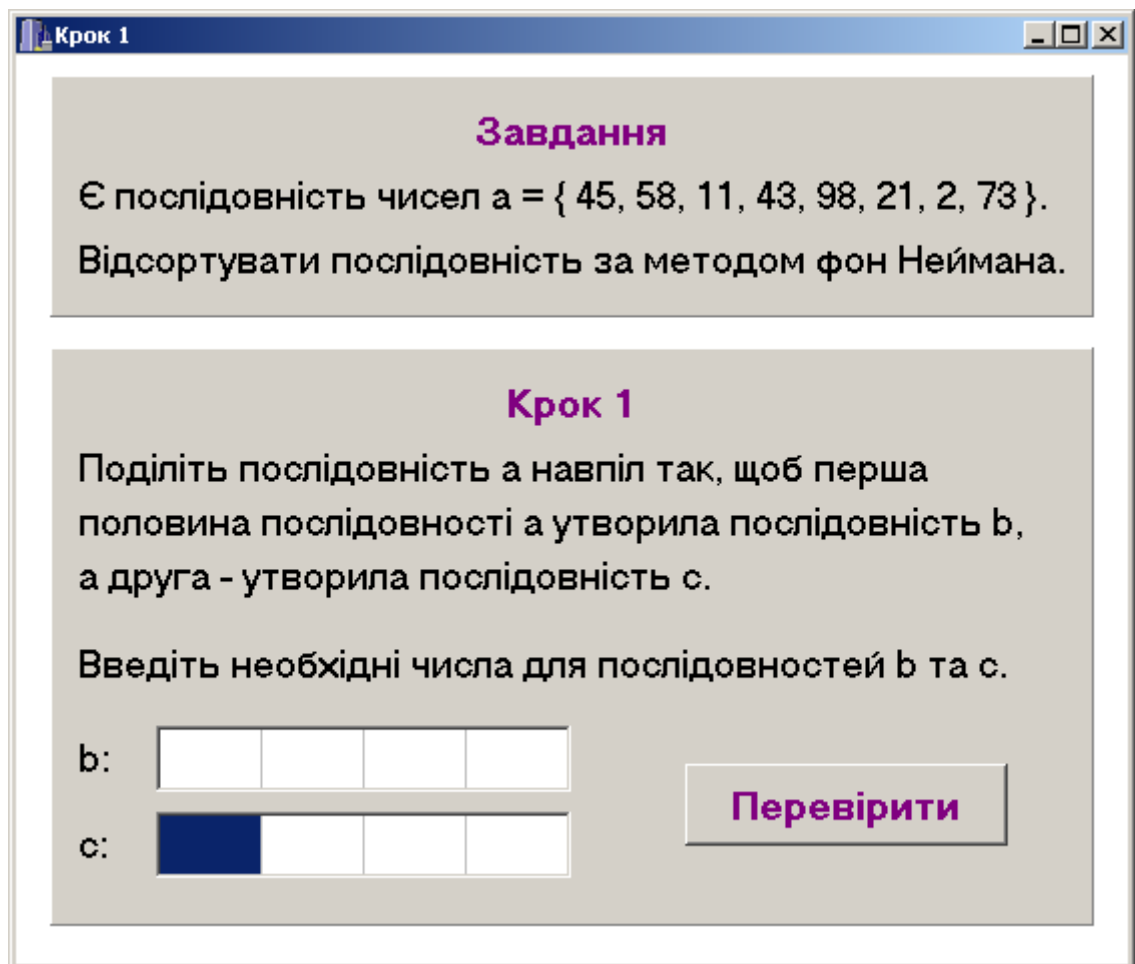 Крок 1
Завдання
Є послідовність чисел a = { 45, 58, 11, 43, 98, 21, 2, 73 }.
Відсортувати послідовність за методом фон Неймана.
Крок 1
Поділіть послідовність a навпіл так, щоб перша
половина послідовності a утворила послідовність b,
а друга - утворила послідовність c.
Введіть необхідні числа для послідовностей b та c.
b:
Перевірити
c: